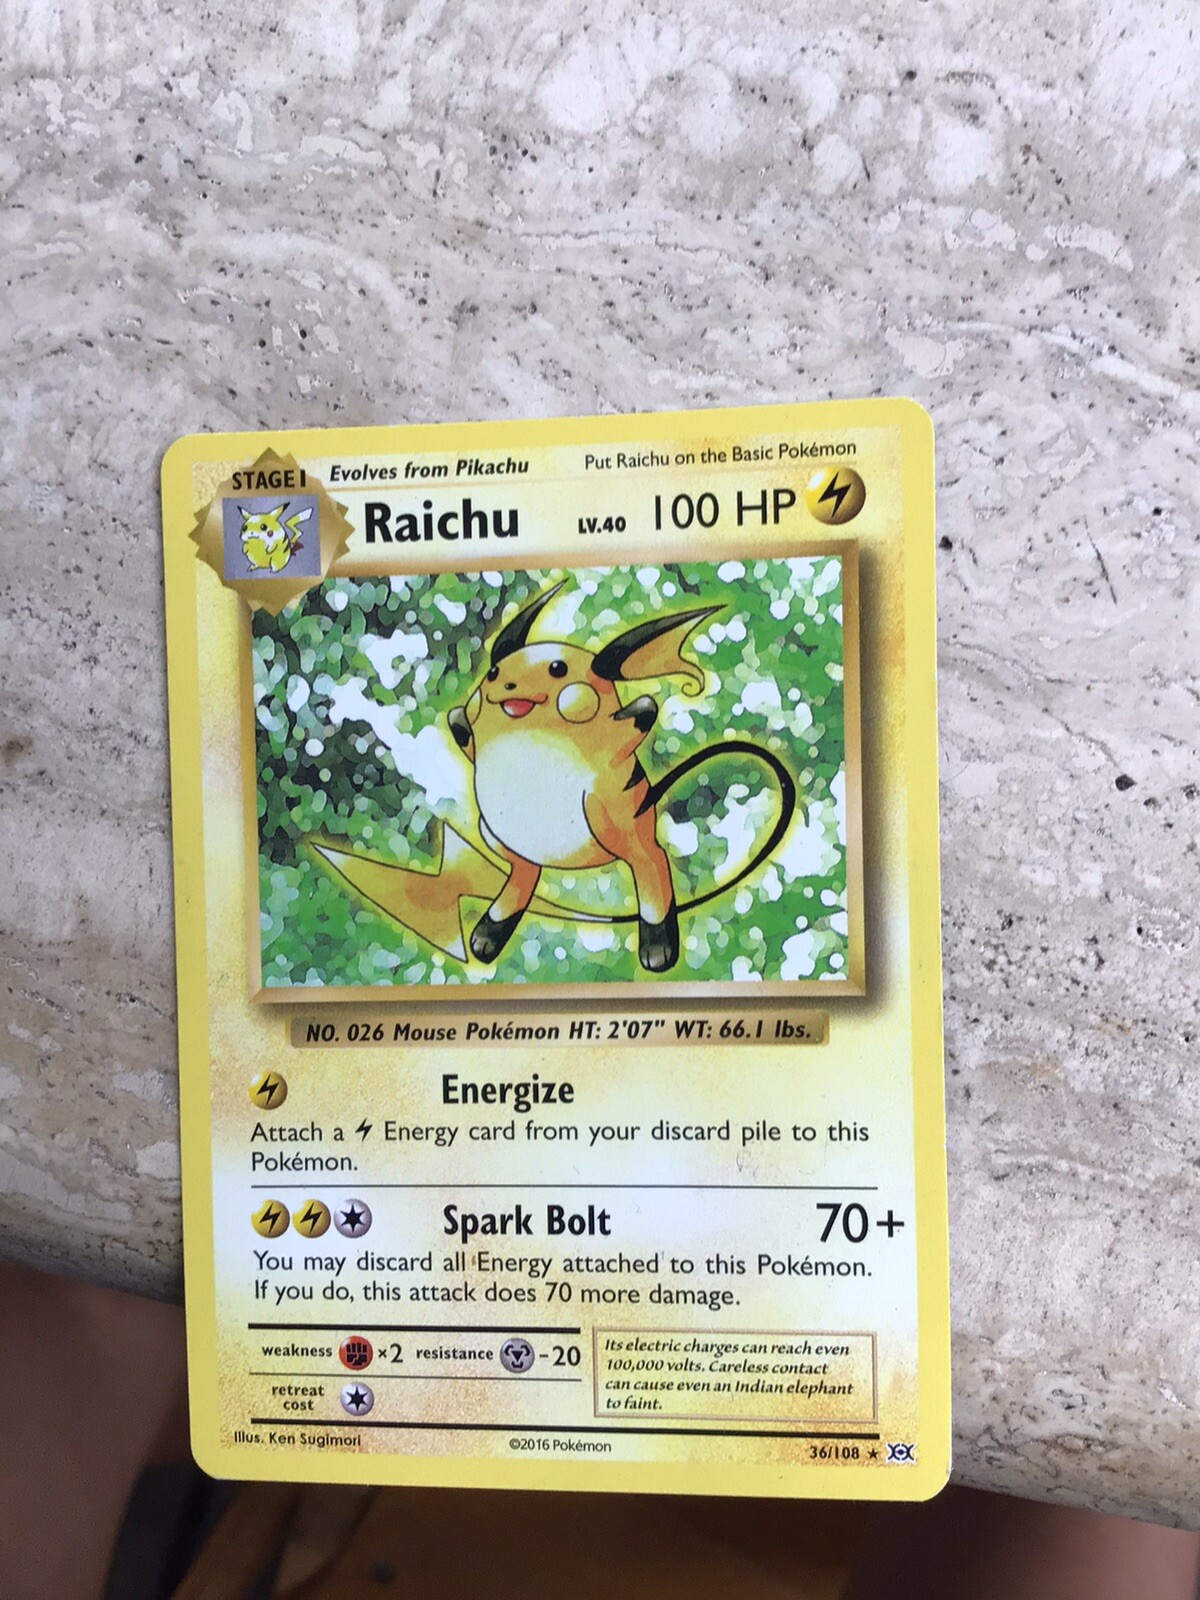 STAGE 1 Evolves from Pikachu Put Raichu on the Basic Pokémon
Raichu LV.40 100 HP
NO. 026 Mouse Pokémon HT: 2'07" WT: 66.1 lbs.
Energize
Attach a Energy card from your discard pile to this
Pokémon.
Spark Bolt 70+
You may discard all Energy attached to this Pokémon.
If you do, this attack does 70 more damage.
weakness ×2 resistance -20
retreat
cost
Its electric charges can reach even
100,000 volts. Careless contact
can cause even an Indian elephant
to faint.
Illus. Ken Sugimori ©2016 Pokémon 36/108 ★